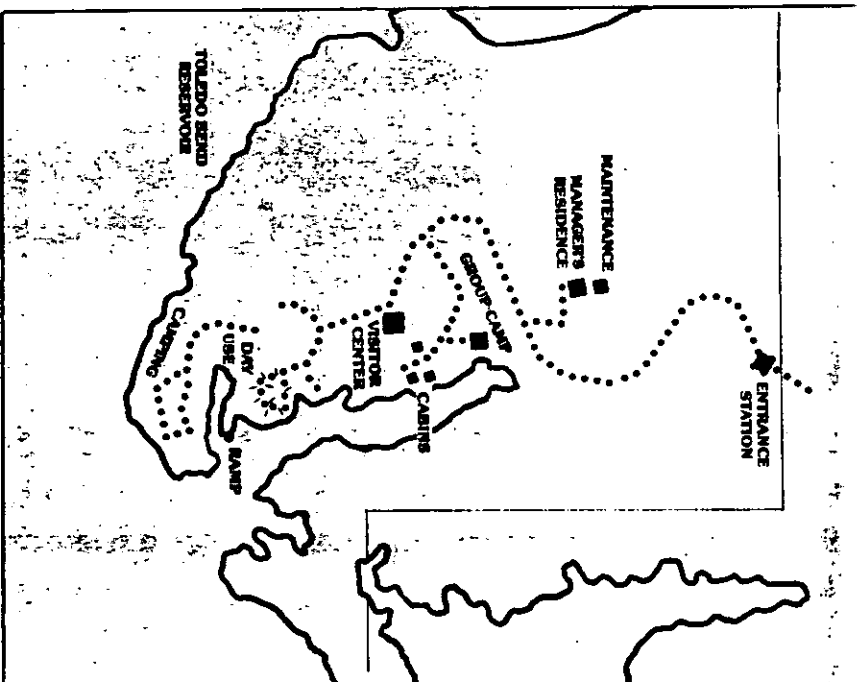 TOLEDO BEND
RESERVOIR
MAINTENANCE
MANAGER'S
RESIDENCE
GROUP CAMP
ENTRANCE
STATION
VISITOR
CENTER
CABINS
DAY
USE
CAMPING
RAMP